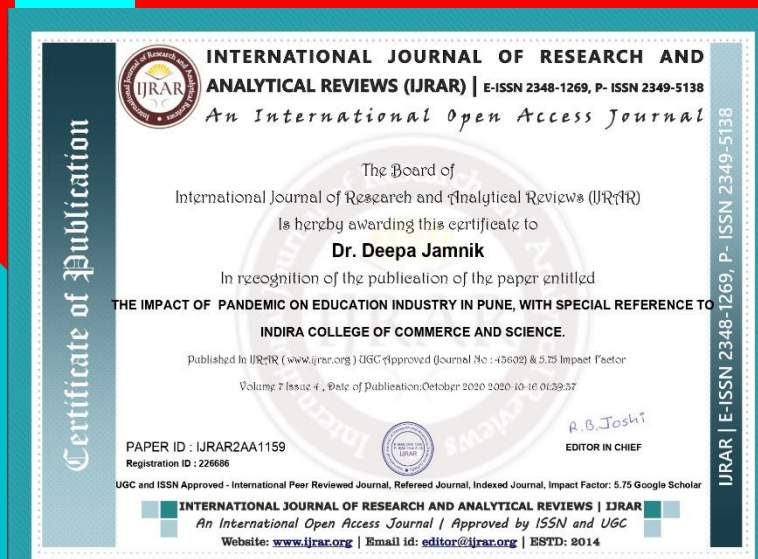 INTERNATIONAL JOURNAL OF RESEARCH AND
ANALYTICAL REVIEWS (IJRAR) | E-ISSN 2348-1269, P- ISSN 2349-5138
An International Open Access Journal
IJRAR
Certificate of Publication
The Board of
International Journal of Research and Analytical Reviews (IJRAR)
Is hereby awarding this certificate to
Dr. Deepa Jamnik
In recognition of the publication of the paper entitled
THE IMPACT OF PANDEMIC ON EDUCATION INDUSTRY IN PUNE, WITH SPECIAL REFERENCE TO
INDIRA COLLEGE OF COMMERCE AND SCIENCE.
Published In IJRAR ( www.ijrar.org ) UGC Approved (Journal No : 43602) & 5.75 Impact Factor
Volume 7 Issue 4 , Date of Publication:October 2020 2020-10-16 01:39:37
R.B.Joshi
PAPER ID : IJRAR2AA1159
Registration ID : 226686
EDITOR IN CHIEF
UGC and ISSN Approved - International Peer Reviewed Journal, Refereed Journal, Indexed Journal, Impact Factor: 5.75 Google Scholar
INTERNATIONAL JOURNAL OF RESEARCH AND ANALYTICAL REVIEWS | IJRAR
An International Open Access Journal | Approved by ISSN and UGC
Website: www.ijrar.org | Email id: editor@ijrar.org | ESTD: 2014
IJRAR | E-ISSN 2348-1269, P- ISSN 2349-5138